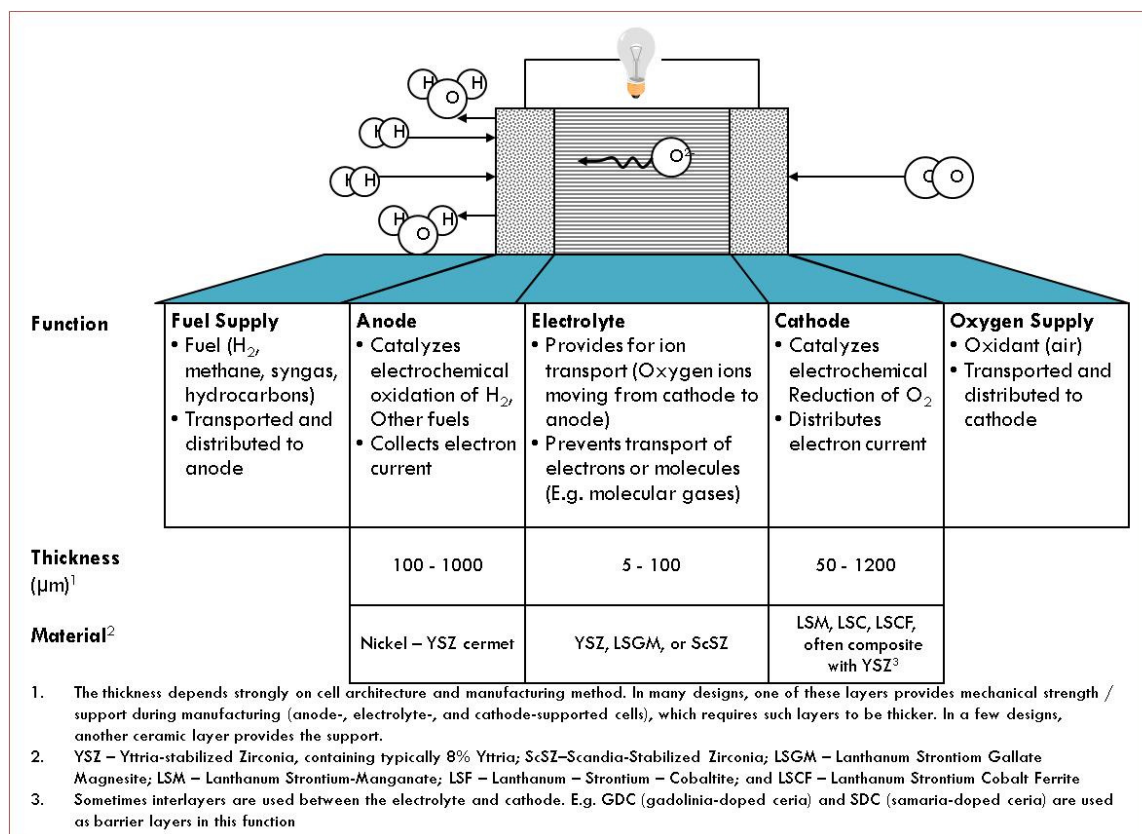 H H
O
H H
O²⁻
H H
O O
H H
O
Function
Fuel Supply
• Fuel (H₂,
methane, syngas,
hydrocarbons)
• Transported and
distributed to
anode
Anode
• Catalyzes
electrochemical
oxidation of H₂,
Other fuels
• Collects electron
current
Electrolyte
• Provides for ion
transport (Oxygen ions
moving from cathode to
anode)
• Prevents transport of
electrons or molecules
(E.g. molecular gases)
Cathode
• Catalyzes
electrochemical
Reduction of O₂
• Distributes
electron current
Oxygen Supply
• Oxidant (air)
• Transported and
distributed to
cathode
Thickness
(µm)¹
100 - 1000
5 - 100
50 - 1200
Material²
Nickel – YSZ cermet
YSZ, LSGM, or ScSZ
LSM, LSC, LSCF,
often composite
with YSZ³
1. The thickness depends strongly on cell architecture and manufacturing method. In many designs, one of these layers provides mechanical strength /
support during manufacturing (anode-, electrolyte-, and cathode-supported cells), which requires such layers to be thicker. In a few designs,
another ceramic layer provides the support.
2. YSZ – Yttria-stabilized Zirconia, containing typically 8% Yttria; ScSZ–Scandia-Stabilized Zirconia; LSGM – Lanthanum Strontiom Gallate
Magnesite; LSM – Lanthanum Strontium-Manganate; LSF – Lanthanum – Strontium – Cobaltite; and LSCF – Lanthanum Strontium Cobalt Ferrite
3. Sometimes interlayers are used between the electrolyte and cathode. E.g. GDC (gadolinia-doped ceria) and SDC (samaria-doped ceria) are used
as barrier layers in this function